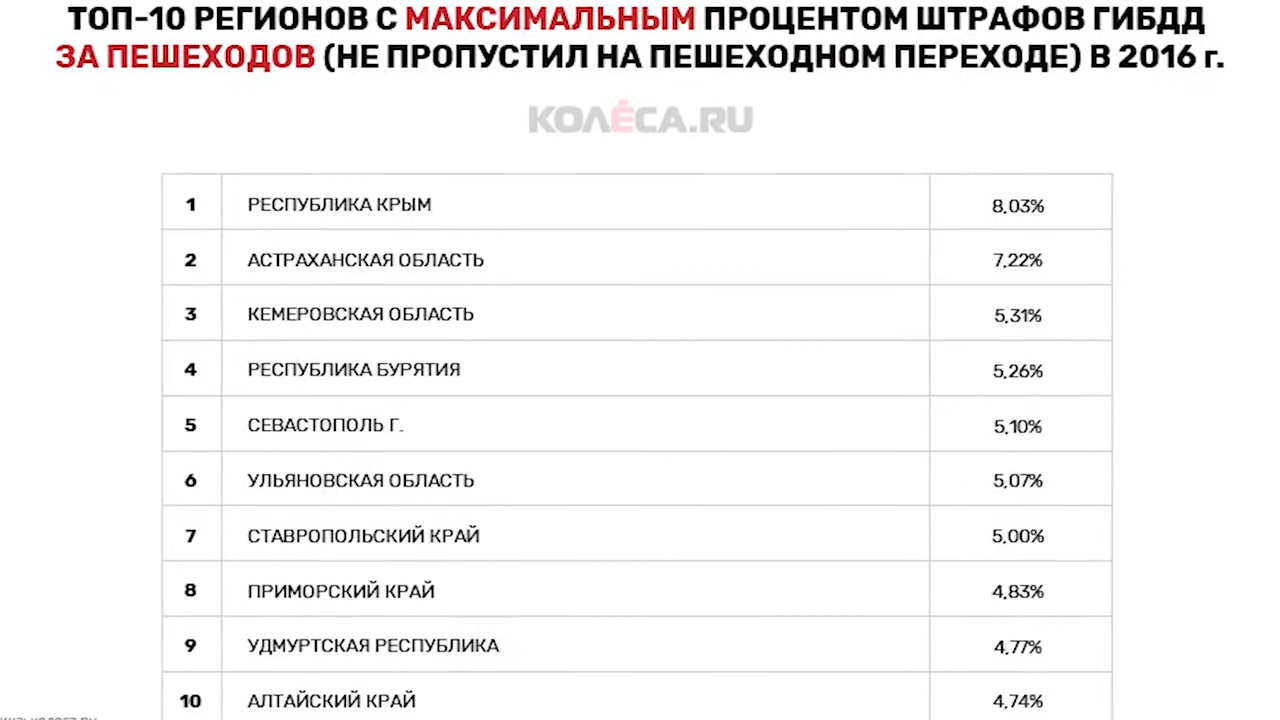 ТОП-10 РЕГИОНОВ С МАКСИМАЛЬНЫМ ПРОЦЕНТОМ ШТРАФОВ ГИБДД
ЗА ПЕШЕХОДОВ (НЕ ПРОПУСТИЛ НА ПЕШЕХОДНОМ ПЕРЕХОДЕ) В 2016 г.
КОЛЁСА.RU
1 РЕСПУБЛИКА КРЫМ 8,03%
2 АСТРАХАНСКАЯ ОБЛАСТЬ 7,22%
3 КЕМЕРОВСКАЯ ОБЛАСТЬ 5,31%
4 РЕСПУБЛИКА БУРЯТИЯ 5,26%
5 СЕВАСТОПОЛЬ Г. 5,10%
6 УЛЬЯНОВСКАЯ ОБЛАСТЬ 5,07%
7 СТАВРОПОЛЬСКИЙ КРАЙ 5,00%
8 ПРИМОРСКИЙ КРАЙ 4,83%
9 УДМУРТСКАЯ РЕСПУБЛИКА 4,77%
10 АЛТАЙСКИЙ КРАЙ 4,74%